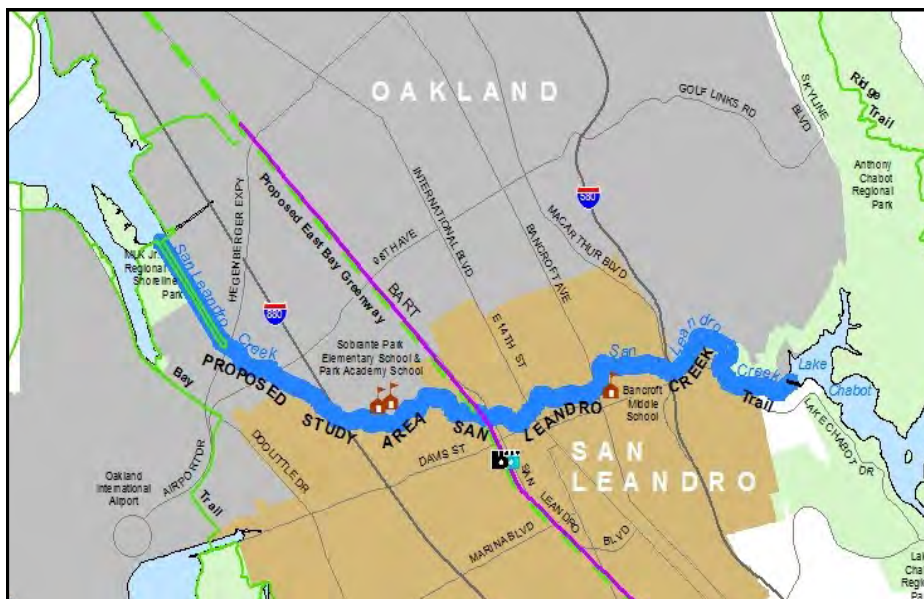 OAKLAND
GOLF LINKS RD
SKYLINE
BLVD
Ridge
Trail
Anthony
Chabot
Regional
Park
580
MACARTHUR BLVD
INTERNATIONAL BLVD
BANCROFT AVE
98TH AVE
Proposed East Bay Greenway
BART
HEGENBERGER EXPY
MLK Jr.
Regional
Shoreline
Park
San Leandro
Creek
880
E 14TH ST
Sobrante Park
Elementary School &
Park Academy School
San
Leandro
Creek
Lake
Chabot
PROPOSED STUDY AREA SAN LEANDRO CREEK Trail
Bancroft
Middle
School
LAKE CHABOT DR
Bay
Trail
DOOLITTLE DR
DAVIS ST
SAN
LEANDRO
SAN
LEANDRO
BLVD
MARINA BLVD
AIRPORT DR
Oakland
International
Airport